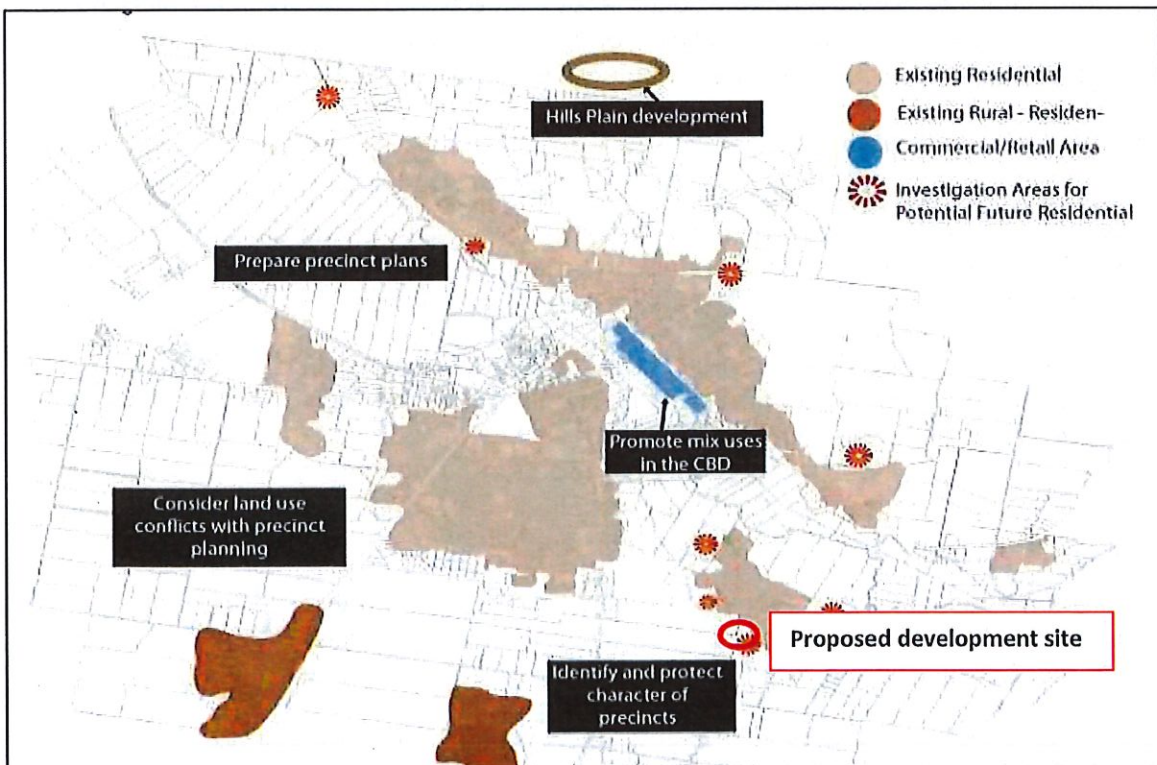 Hills Plain development
Existing Residential
Existing Rural - Residen-
Commercial/Retail Area
Investigation Areas for
Potential Future Residential
Prepare precinct plans
Promote mix uses
in the CBD
Consider land use
conflicts with precinct
planning
Proposed development site
Identify and protect
character of
precincts